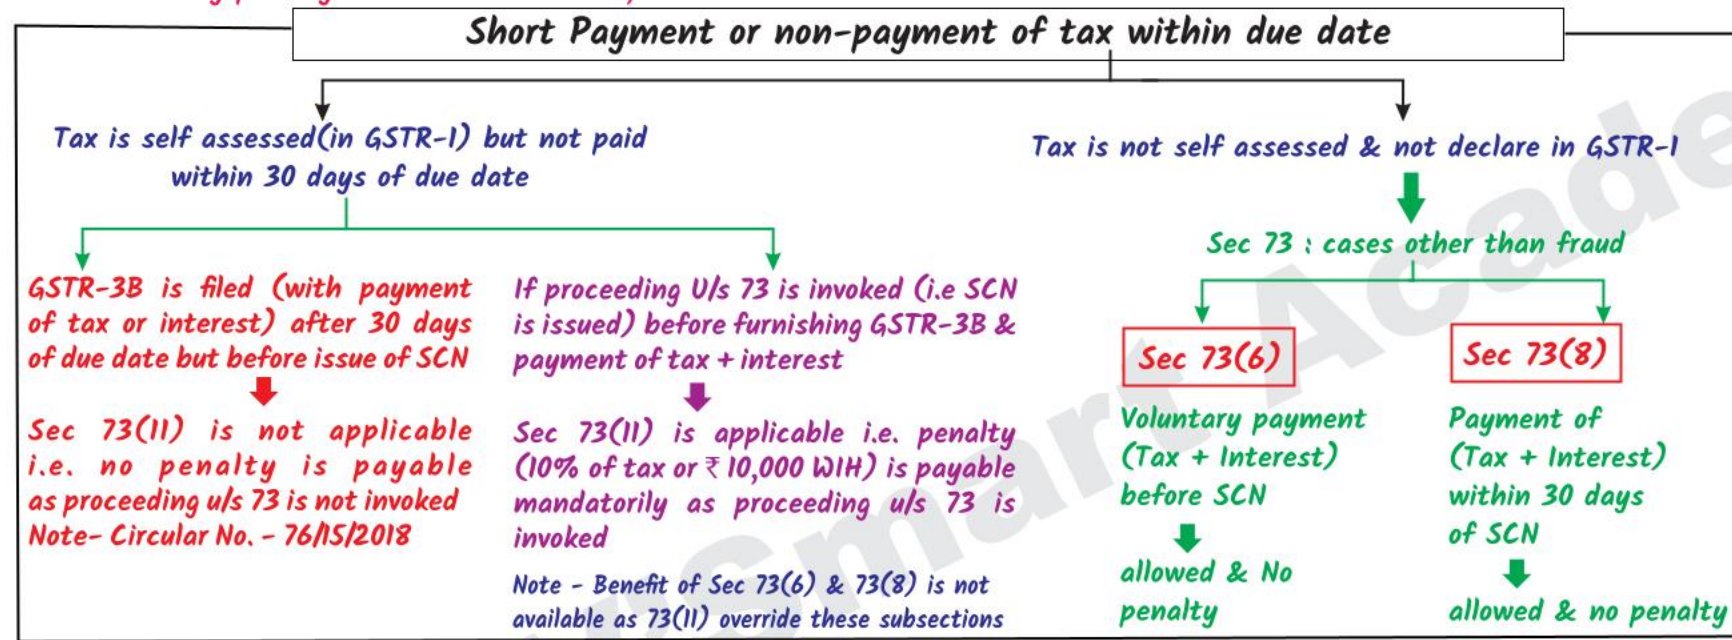 Short Payment or non-payment of tax within due date
Tax is self assessed(in GSTR-1) but not paid
within 30 days of due date
GSTR-3B is filed (with payment
of tax or interest) after 30 days
of due date but before issue of SCN
Sec 73(11) is not applicable
i.e. no penalty is payable
as proceeding u/s 73 is not invoked
Note- Circular No. - 76/15/2018
If proceeding U/s 73 is invoked (i.e SCN
is issued) before furnishing GSTR-3B &
payment of tax + interest
Sec 73(11) is applicable i.e. penalty
(10% of tax or ₹ 10,000 WIH) is payable
mandatorily as proceeding u/s 73 is
invoked
Note - Benefit of Sec 73(6) & 73(8) is not
available as 73(11) override these subsections
Tax is not self assessed & not declare in GSTR-1
Sec 73 : cases other than fraud
Sec 73(6)
Voluntary payment
(Tax + Interest)
before SCN
allowed & No
penalty
Sec 73(8)
Payment of
(Tax + Interest)
within 30 days
of SCN
allowed & no penalty
Smart Acade